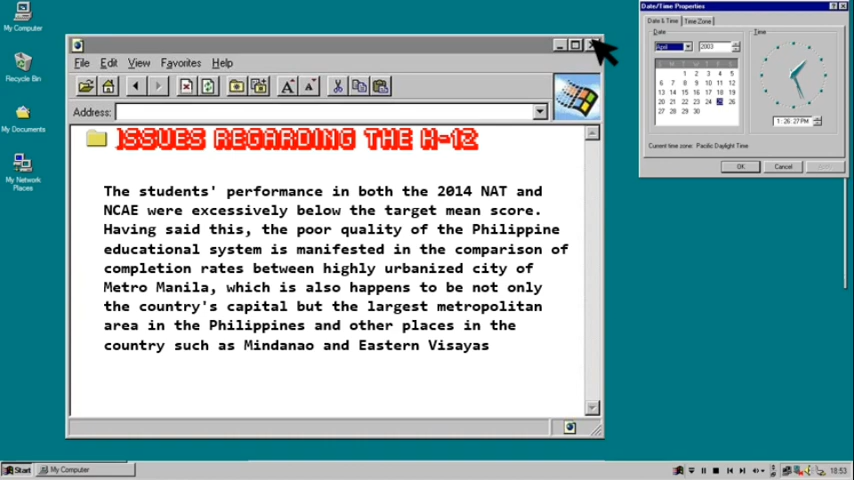 My Computer
Recycle Bin
My Documents
My Network
Places
File Edit View Favorites Help
Address:
ISSUES REGARDING THE K-12
The students' performance in both the 2014 NAT and
NCAE were excessively below the target mean score.
Having said this, the poor quality of the Philippine
educational system is manifested in the comparison of
completion rates between highly urbanized city of
Metro Manila, which is also happens to be not only
the country's capital but the largest metropolitan
area in the Philippines and other places in the
country such as Mindanao and Eastern Visayas
Date/Time Properties
Date & Time Time Zone
Date
Time
April 2003
S M T W T F S
1 2 3 4 5
6 7 8 9 10 11 12
13 14 15 16 17 18 19
20 21 22 23 24 25 26
27 28 29 30
1:26:27 PM
Current time zone: Pacific Daylight Time
OK Cancel Apply
Start My Computer
18:53